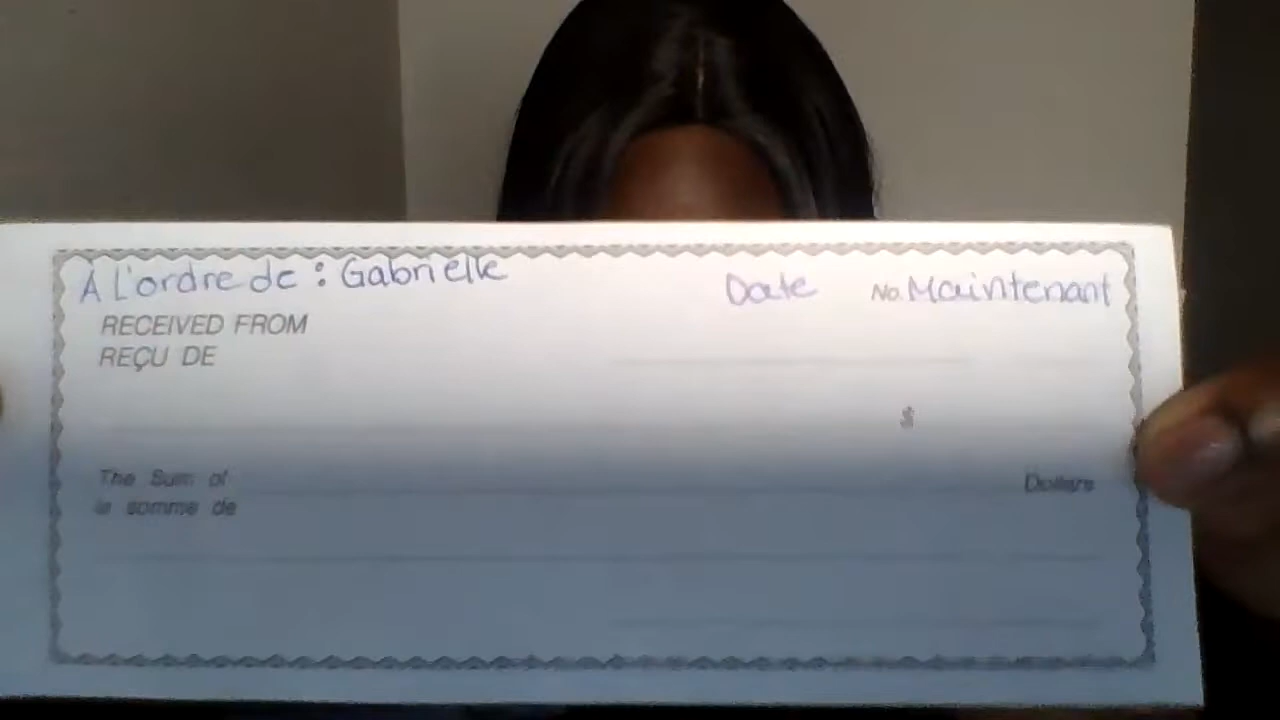 À L'ordre de : Gabrielle Date No. Maintenant
RECEIVED FROM
REÇU DE
$
The Sum of Dollars
la somme de